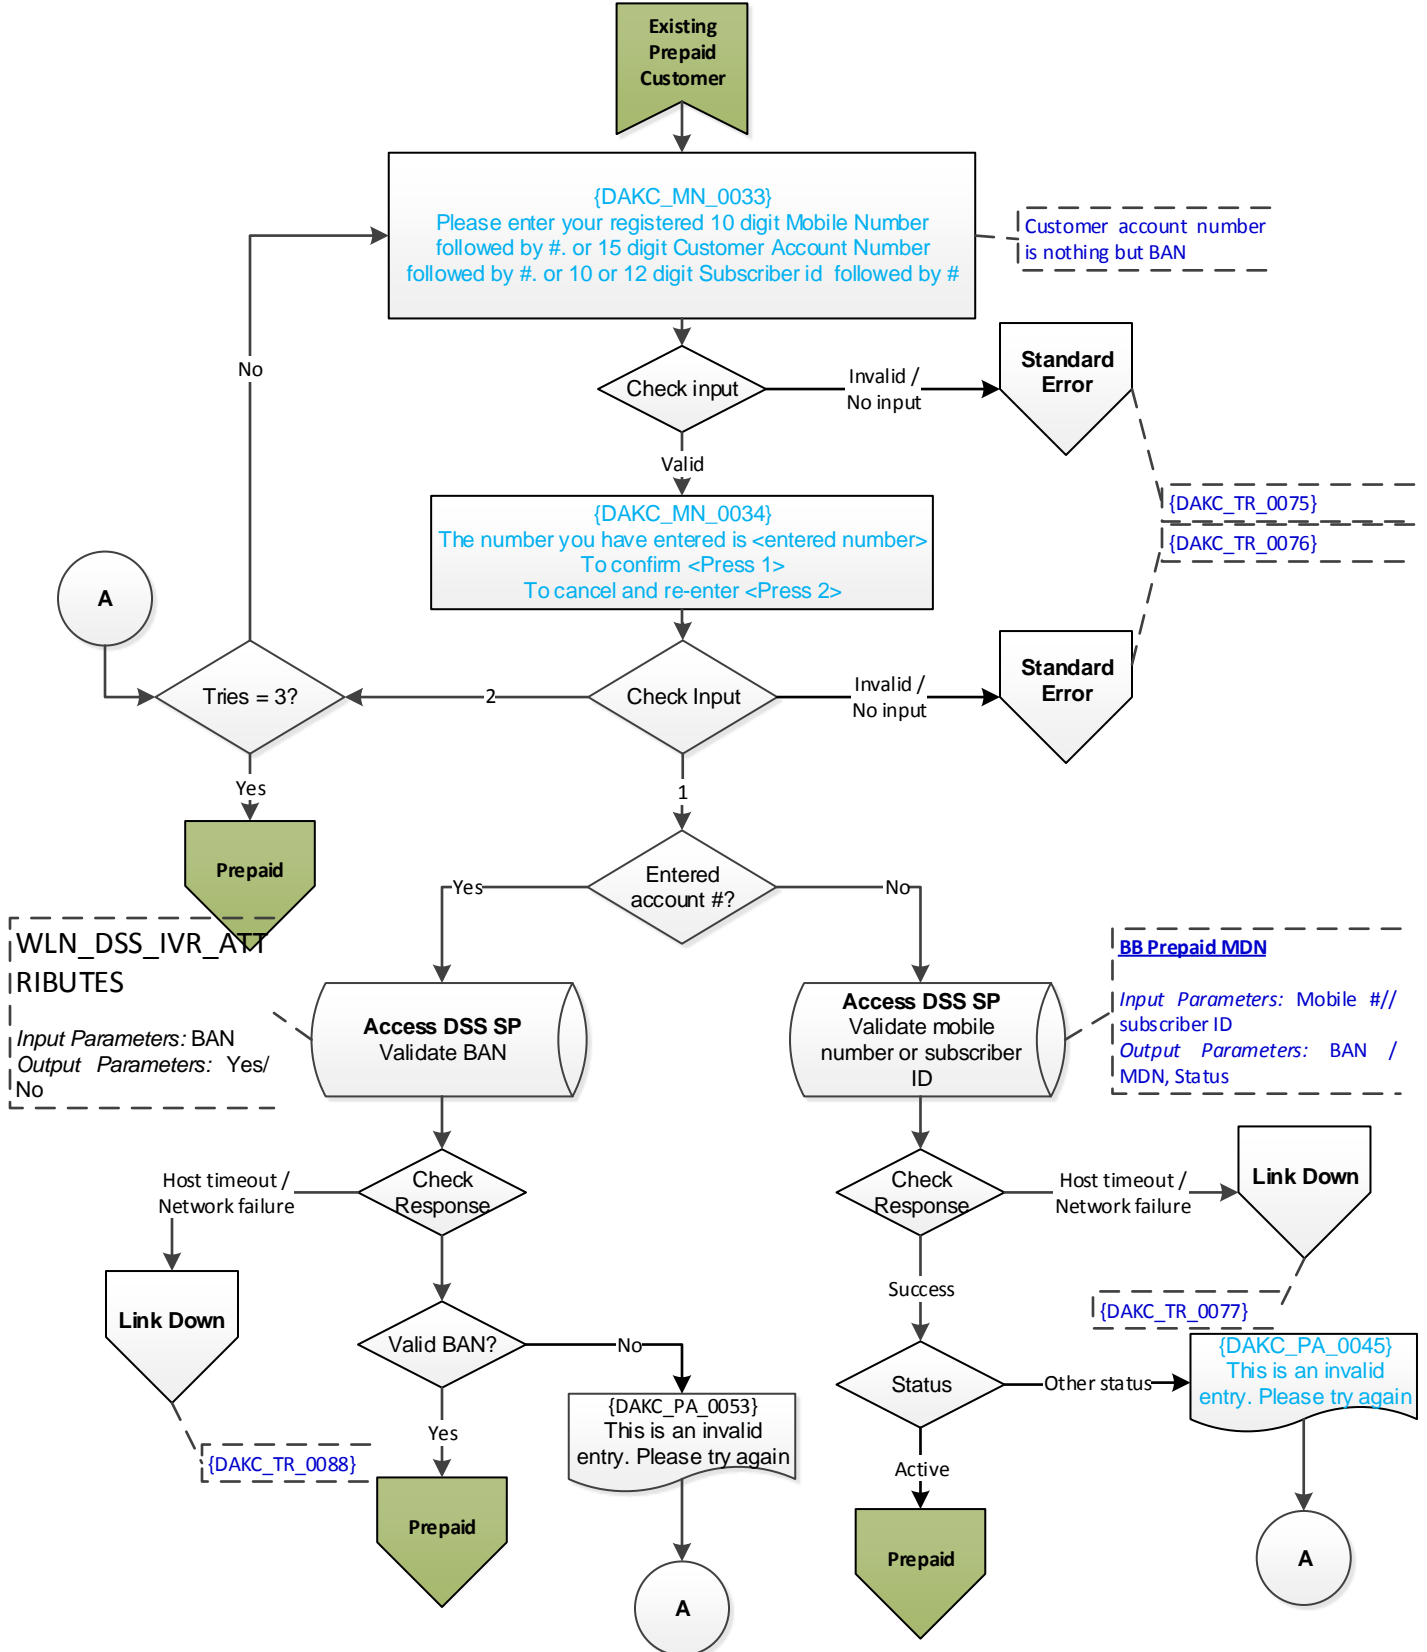 Existing
Prepaid
Customer
{DAKC_MN_0033}
Please enter your registered 10 digit Mobile Number
followed by #. or 15 digit Customer Account Number
followed by #. or 10 or 12 digit Subscriber id followed by #
Customer account number
is nothing but BAN
No
Check input
Invalid /
No input
Standard
Error
Valid
{DAKC_MN_0034}
The number you have entered is <entered number>
To confirm <Press 1>
To cancel and re-enter <Press 2>
{DAKC_TR_0075}
{DAKC_TR_0076}
A
Tries = 3?
2
Check Input
Invalid /
No input
Standard
Error
Yes
1
Prepaid
Entered
account #?
Yes
No
WLN_DSS_IVR_ATT
RIBUTES
Input Parameters: BAN
Output Parameters: Yes/
No
Access DSS SP
Validate BAN
Access DSS SP
Validate mobile
number or subscriber
ID
BB Prepaid MDN
Input Parameters: Mobile #//
subscriber ID
Output Parameters: BAN /
MDN, Status
Host timeout /
Network failure
Check
Response
Check
Response
Host timeout /
Network failure
Link Down
Link Down
Success
{DAKC_TR_0077}
Valid BAN?
No
Status
Other status
{DAKC_PA_0045}
This is an invalid
entry. Please try again
{DAKC_PA_0053}
This is an invalid
entry. Please try again
Yes
{DAKC_TR_0088}
Active
Prepaid
Prepaid
A
A